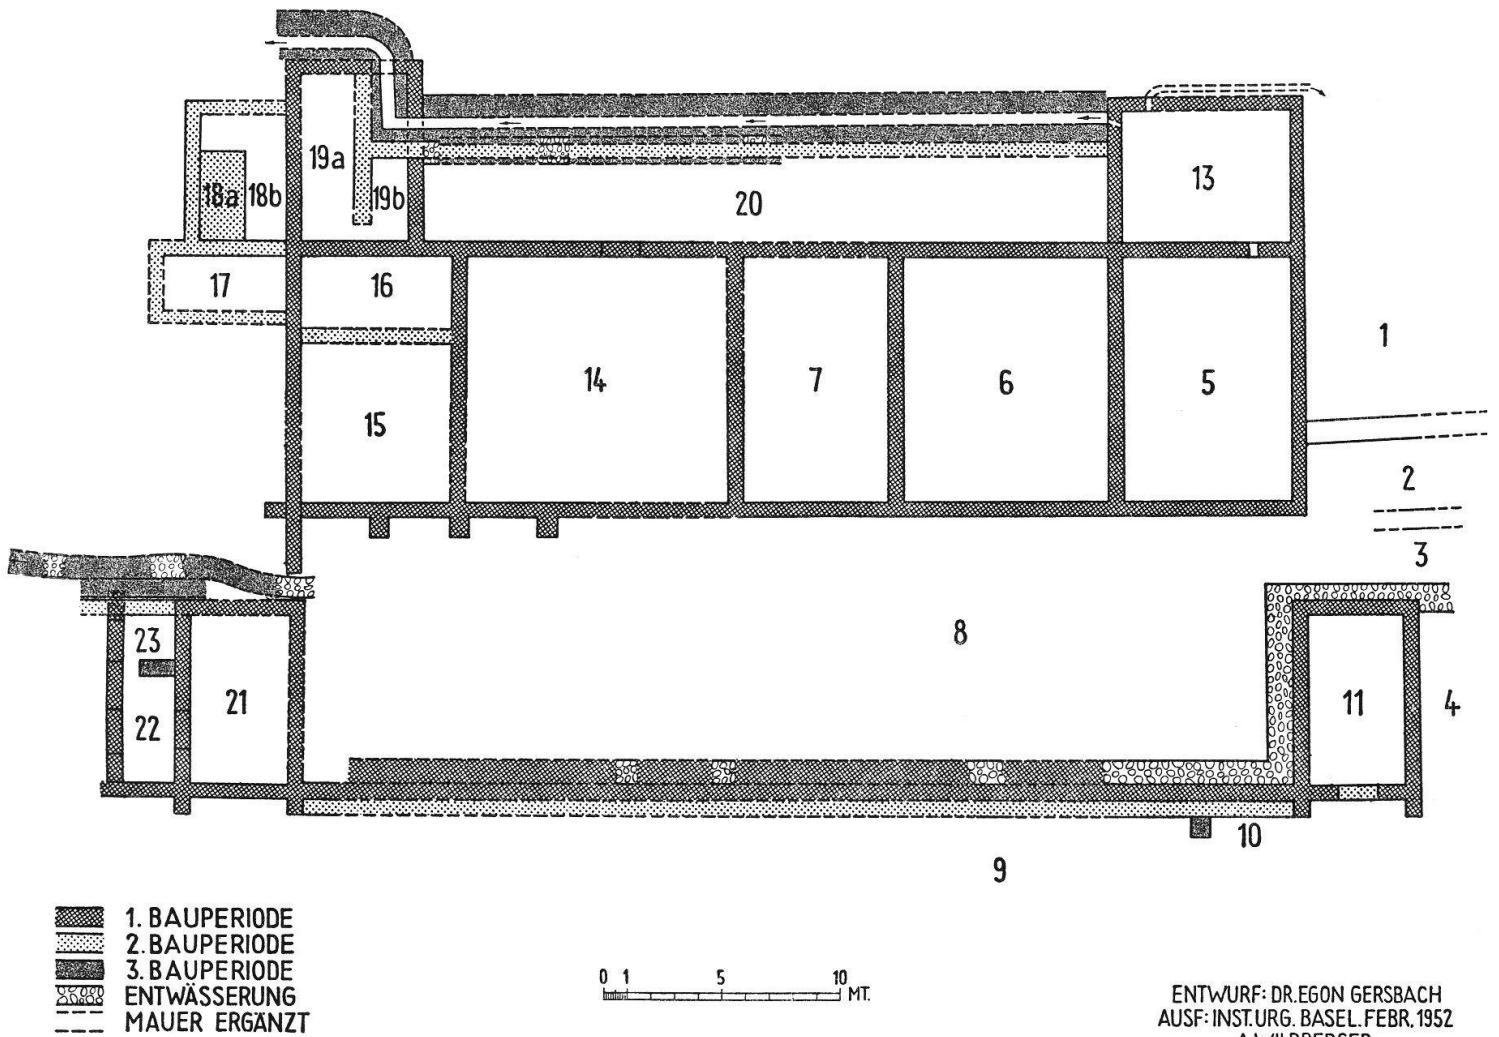 19a
18a
18b
19b
20
13
17
16
1
14
7
6
5
15
2
3
8
23
21
11
4
22
10
9
1. BAUPERIODE
2. BAUPERIODE
3. BAUPERIODE
ENTWÄSSERUNG
MAUER ERGÄNZT
0 1 5 10 MT.
ENTWURF: DR. EGON GERSBACH
AUSF: INST. URG. BASEL. FEBR. 1952